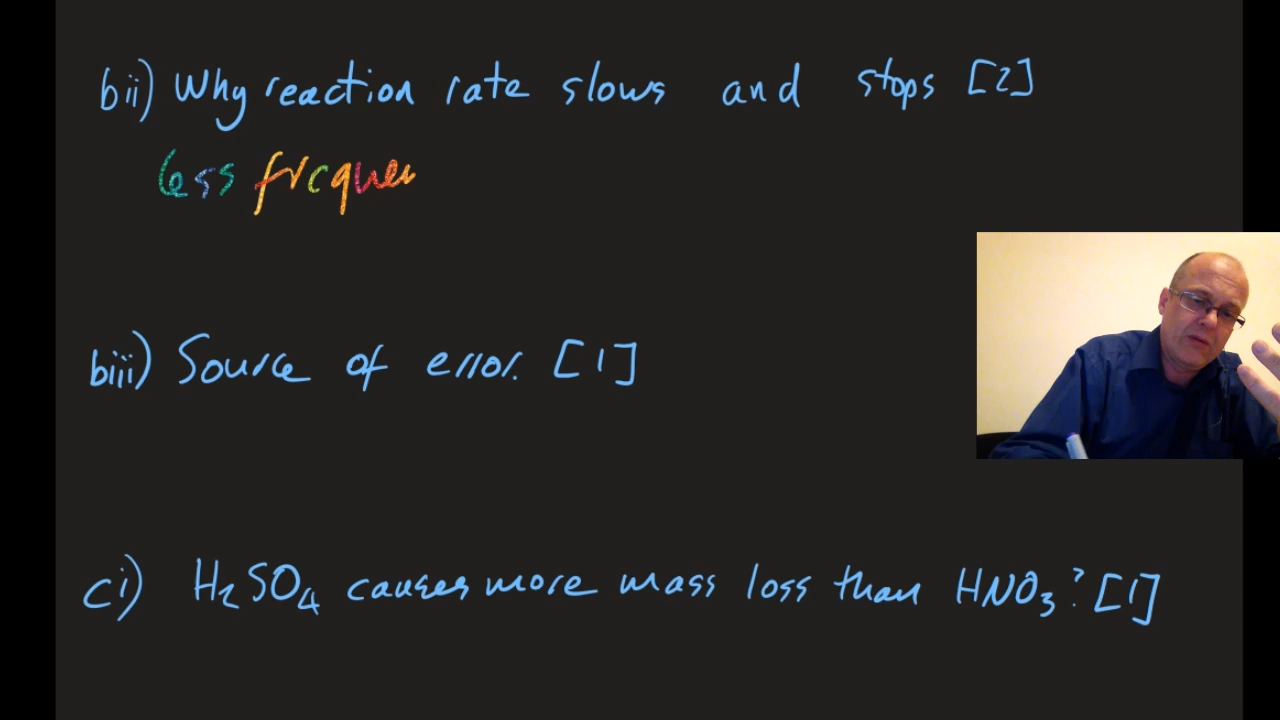 bii) Why reaction rate slows and stops [2]
less freque
biii) Source of error. [1]
ci) H₂SO₄ causes more mass loss than HNO₃? [1]